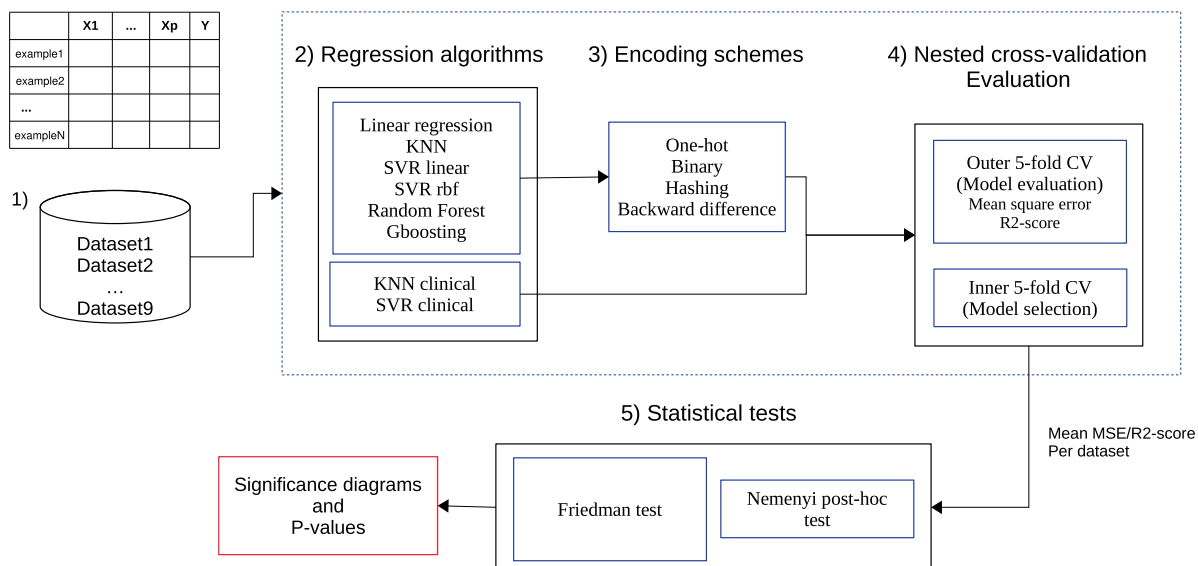 X1 ... Xp Y
example1
example2
...
exampleN
1)
Dataset1
Dataset2
...
Dataset9
2) Regression algorithms
Linear regression
KNN
SVR linear
SVR rbf
Random Forest
Gboosting
KNN clinical
SVR clinical
3) Encoding schemes
One-hot
Binary
Hashing
Backward difference
4) Nested cross-validation
Evaluation
Outer 5-fold CV
(Model evaluation)
Mean square error
R2-score
Inner 5-fold CV
(Model selection)
Mean MSE/R2-score
Per dataset
5) Statistical tests
Friedman test
Nemenyi post-hoc
test
Significance diagrams
and
P-values